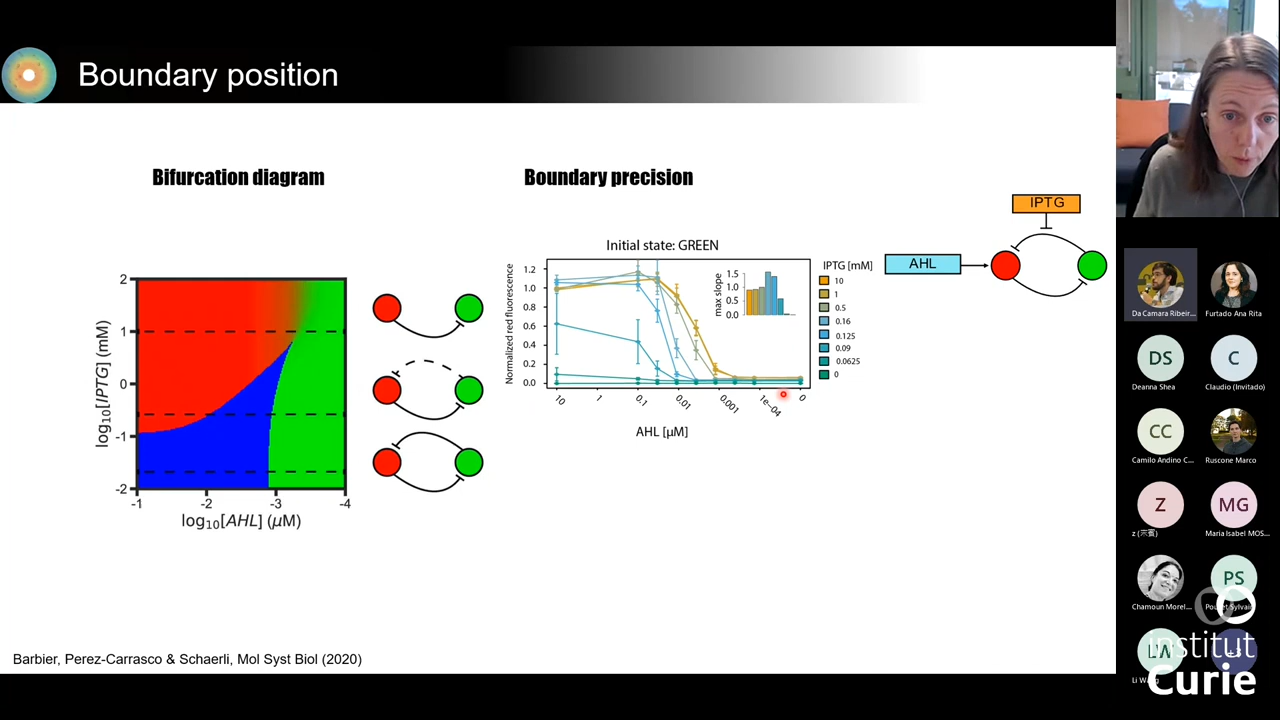 Boundary position
Bifurcation diagram
Boundary precision
log10[IPTG] (mM)
2
1
0
-1
-2
-1
-2
-3
-4
log10[AHL] (μM)
Initial state: GREEN
Normalized red fluorescence
1.2
1.0
0.8
0.6
0.4
0.2
0.0
10
1
0.1
0.01
0.001
1e-04
0
AHL [μM]
max slope
1.5
1.0
0.5
0.0
IPTG [mM]
10
1
0.5
0.16
0.125
0.09
0.0625
0
IPTG
AHL
Barbier, Perez-Carrasco & Schaerli, Mol Syst Biol (2020)
Da Camara Ribeir...
Furtado Ana Rita
DS
C
Deanna Shea
Claudio (Invitado)
CC
Camilo Andino C...
Ruscone Marco
Z
MG
Maria Isabel MOS...
PS
Chamoun Morel...
LW
institut
Curie